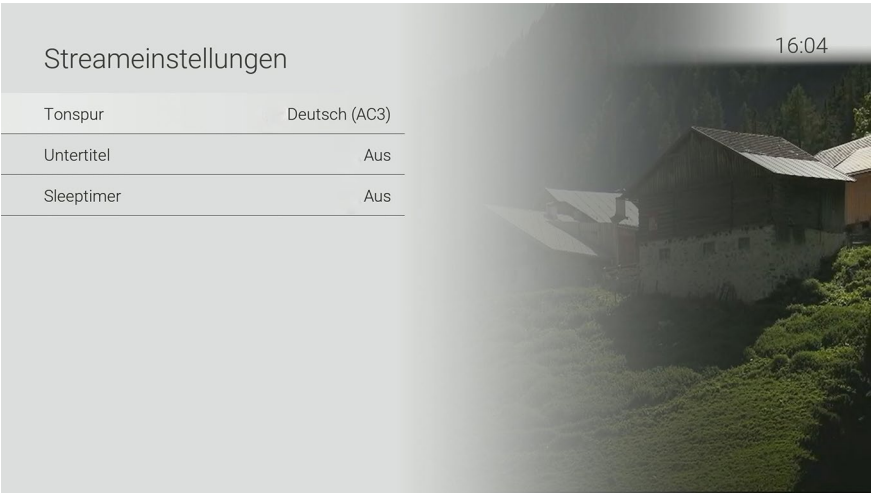 Streameinstellungen
16:04
Tonspur Deutsch (AC3)
Untertitel Aus
Sleeptimer Aus